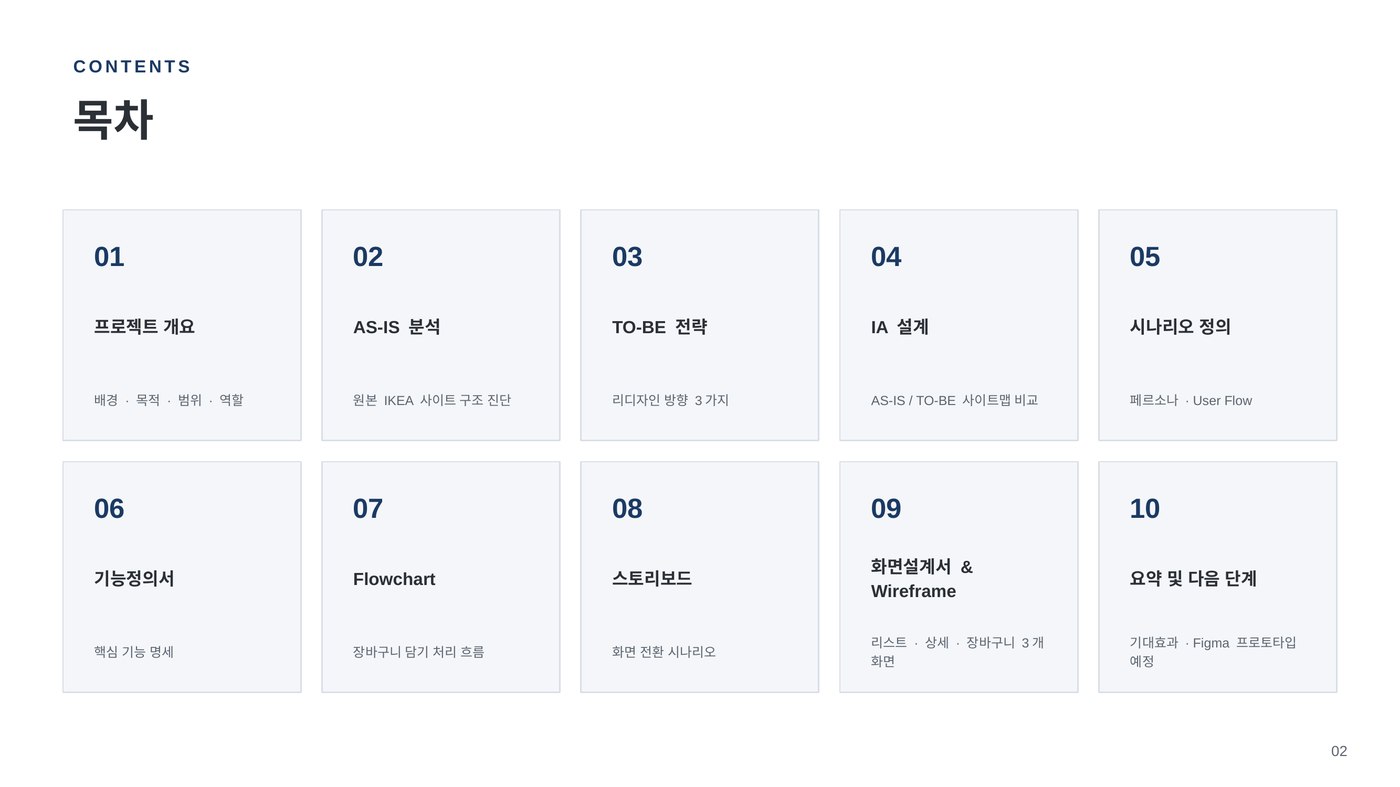 CONTENTS
목차
01
프로젝트 개요
배경 · 목적 · 범위 · 역할
02
AS-IS 분석
원본 IKEA 사이트 구조 진단
03
TO-BE 전략
리디자인 방향 3가지
04
IA 설계
AS-IS / TO-BE 사이트맵 비교
05
시나리오 정의
페르소나 · User Flow
06
기능정의서
핵심 기능 명세
07
Flowchart
장바구니 담기 처리 흐름
08
스토리보드
화면 전환 시나리오
09
화면설계서 &
Wireframe
리스트 · 상세 · 장바구니 3개
화면
10
요약 및 다음 단계
기대효과 · Figma 프로토타입
예정
02